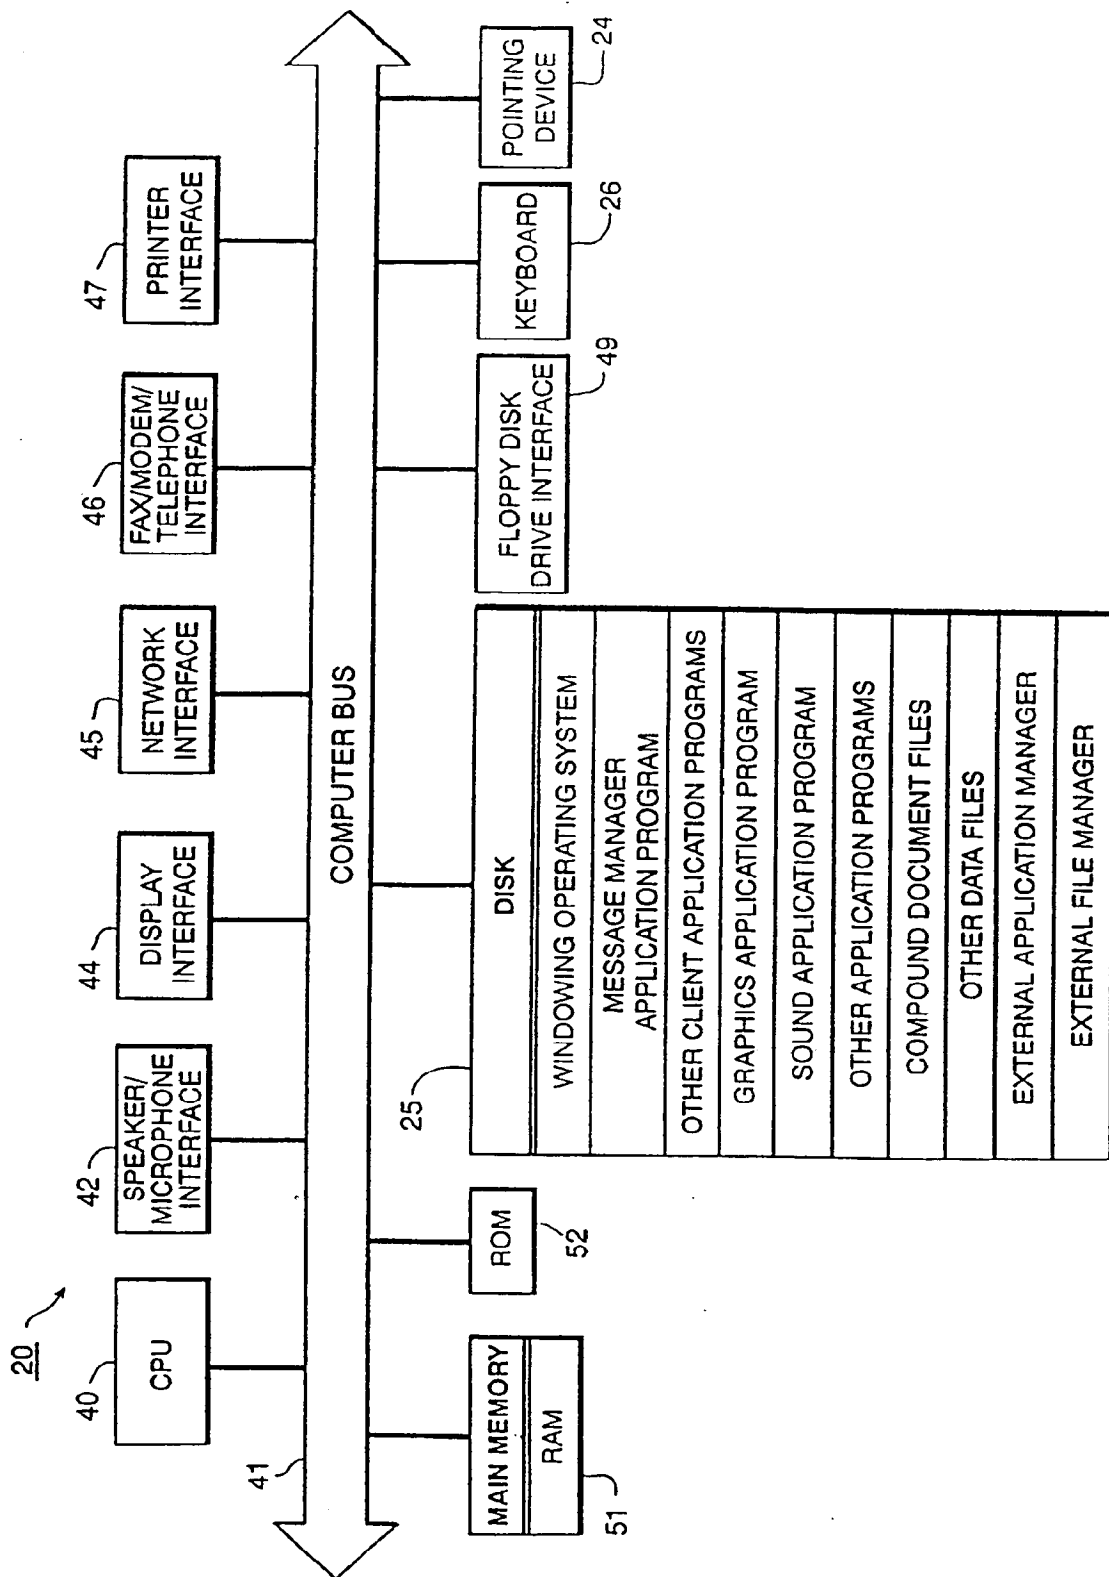 20
40
CPU
42
SPEAKER/
MICROPHONE
INTERFACE
44
DISPLAY
INTERFACE
45
NETWORK
INTERFACE
46
FAX/MODEM/
TELEPHONE
INTERFACE
47
PRINTER
INTERFACE
41
COMPUTER BUS
MAIN MEMORY
RAM
51
ROM
52
25
DISK
WINDOWING OPERATING SYSTEM
MESSAGE MANAGER
APPLICATION PROGRAM
OTHER CLIENT APPLICATION PROGRAMS
GRAPHICS APPLICATION PROGRAM
SOUND APPLICATION PROGRAM
OTHER APPLICATION PROGRAMS
COMPOUND DOCUMENT FILES
OTHER DATA FILES
EXTERNAL APPLICATION MANAGER
EXTERNAL FILE MANAGER
FLOPPY DISK
DRIVE INTERFACE
49
KEYBOARD
26
POINTING
DEVICE
24